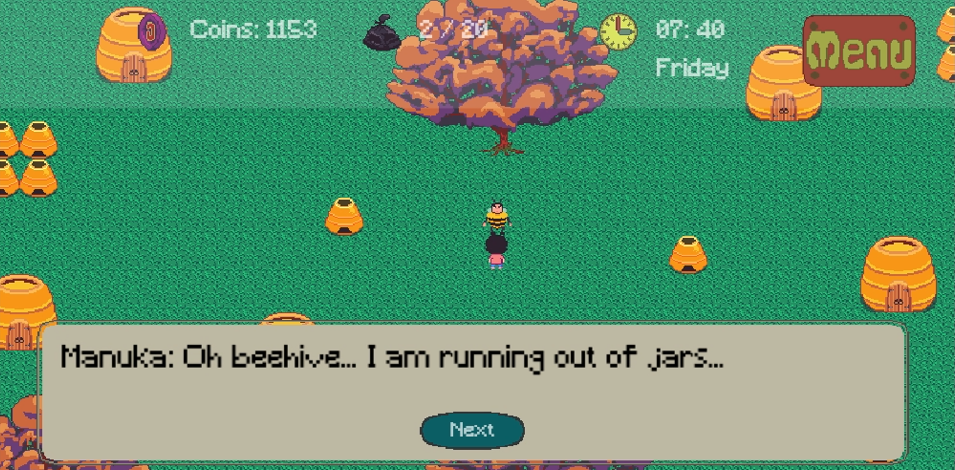 Coins: 1153
2 / 20
07: 40
Menu
Friday
Manuka: Oh beehive... I am running out of jars...
Next